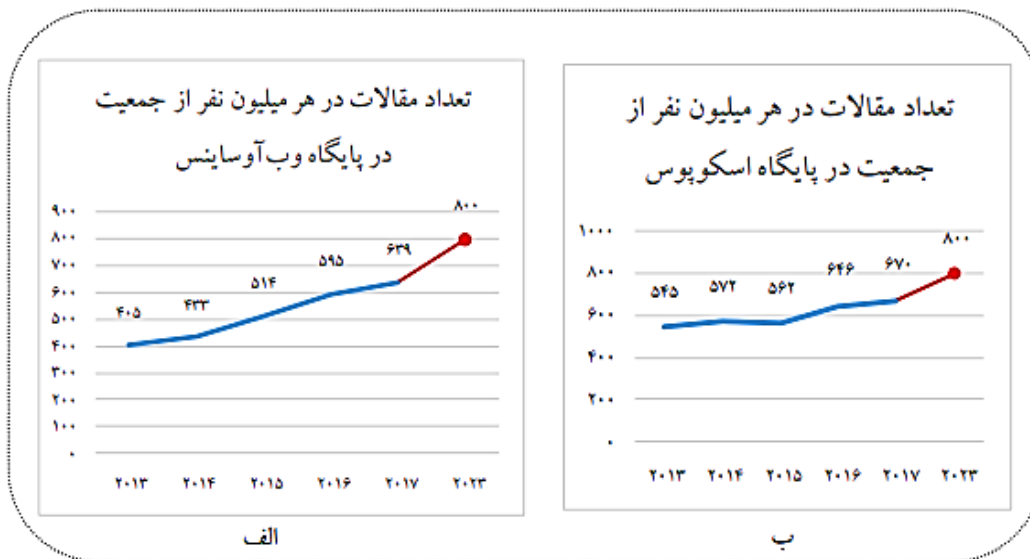 تعداد مقالات در هر میلیون نفر از
جمعیت در پایگاه اسکوپوس
۱۰۰۰
۸۰۰
۶۰۰
۴۰۰
۲۰۰
۰
۵۴۵ ۵۷۲ ۵۶۲ ۶۴۶ ۶۷۰ ۸۰۰
۲۰۱۳ ۲۰۱۴ ۲۰۱۵ ۲۰۱۶ ۲۰۱۷ ۲۰۲۳
ب
تعداد مقالات در هر میلیون نفر از جمعیت
در پایگاه وب‌آوساینس
۹۰۰
۸۰۰
۷۰۰
۶۰۰
۵۰۰
۴۰۰
۳۰۰
۲۰۰
۱۰۰
۰
۴۰۵ ۴۳۳ ۵۱۴ ۵۹۵ ۶۳۹ ۸۰۰
۲۰۱۳ ۲۰۱۴ ۲۰۱۵ ۲۰۱۶ ۲۰۱۷ ۲۰۲۳
الف